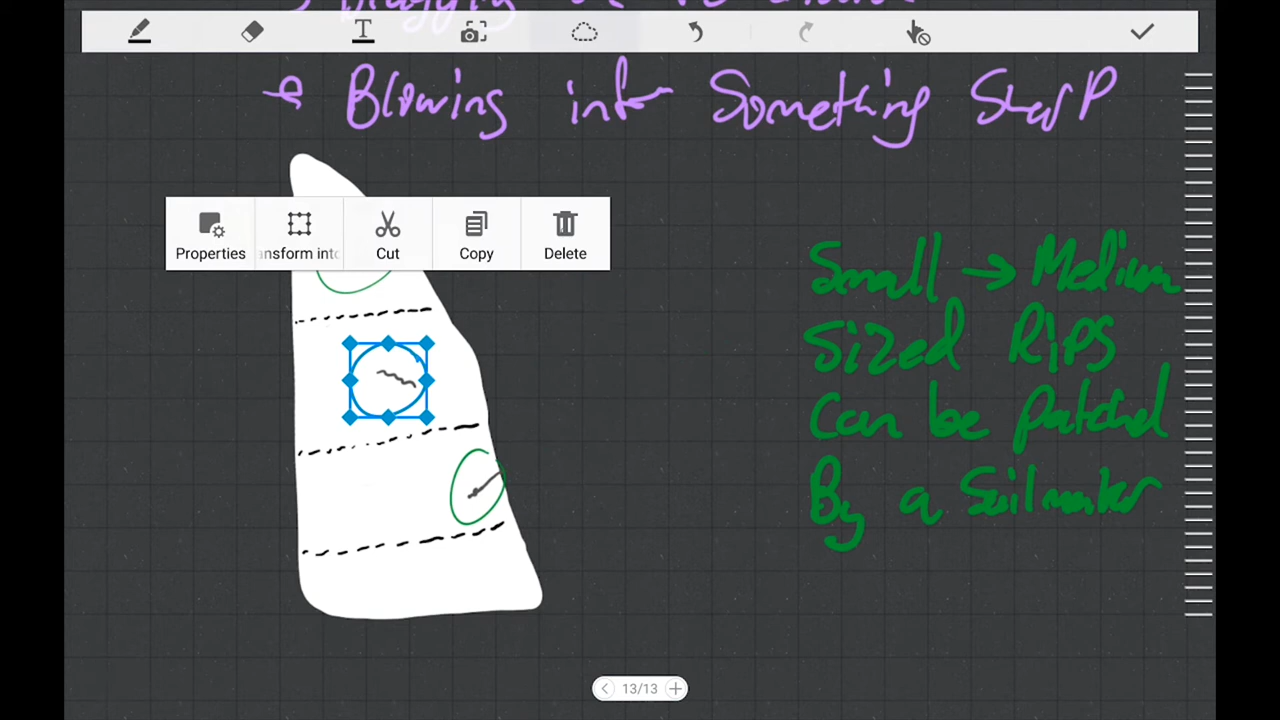 Blowing into Something Sharp
Properties
ansform into
Cut
Copy
Delete
Small → Medium
Sized Rips
Can be patched
By a Sailmaker
13/13